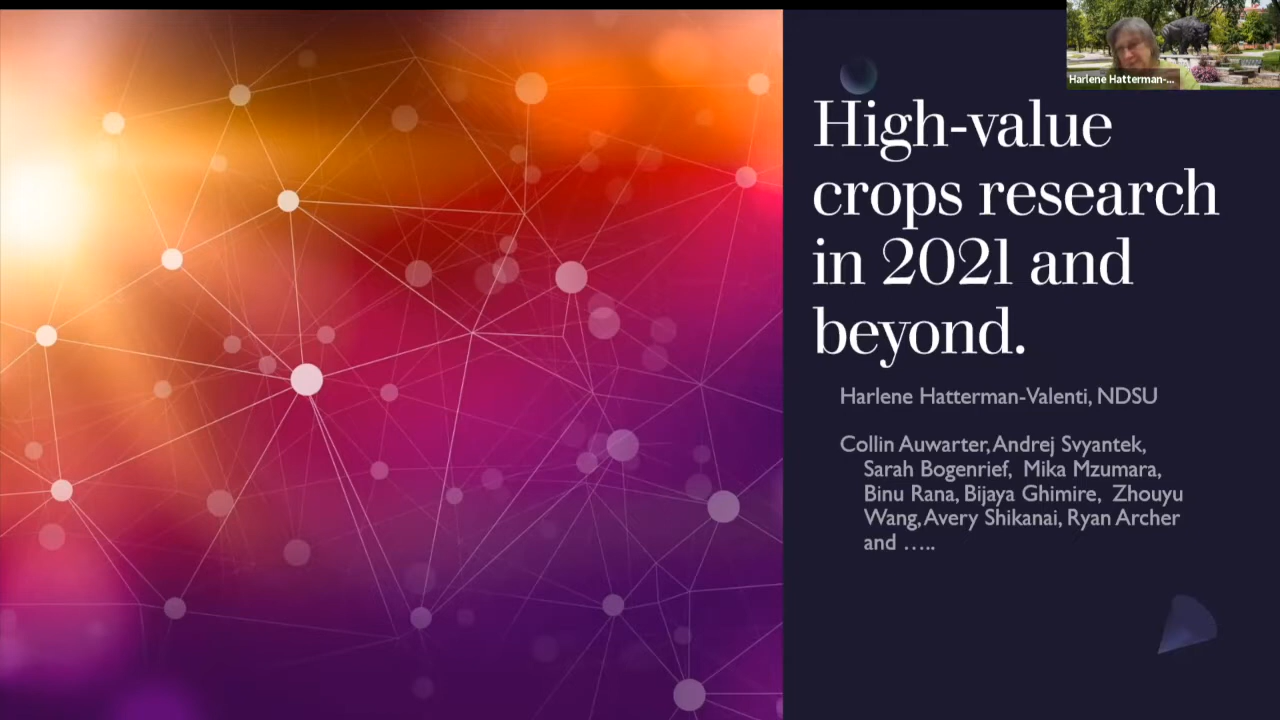 Harlene Hatterman-...
High-value
crops research
in 2021 and
beyond.
Harlene Hatterman-Valenti, NDSU
Collin Auwarter, Andrej Svyantek,
Sarah Bogenrief, Mika Mzumara,
Binu Rana, Bijaya Ghimire, Zhouyu
Wang, Avery Shikanai, Ryan Archer
and …..